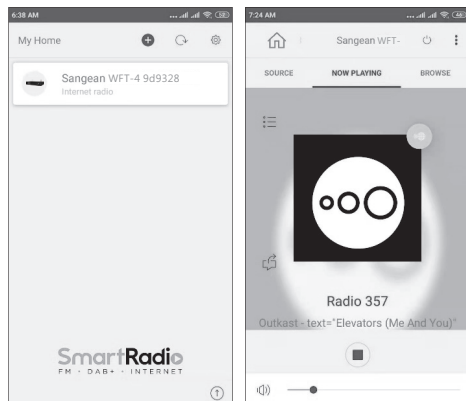 6:38 AM
My Home
Sangean WFT-4 9d9328
Internet radio
SmartRadio
FM · DAB+ · INTERNET
7:24 AM
Sangean WFT-
SOURCE NOW PLAYING BROWSE
Radio 357
Outkast - text="Elevators (Me And You)"